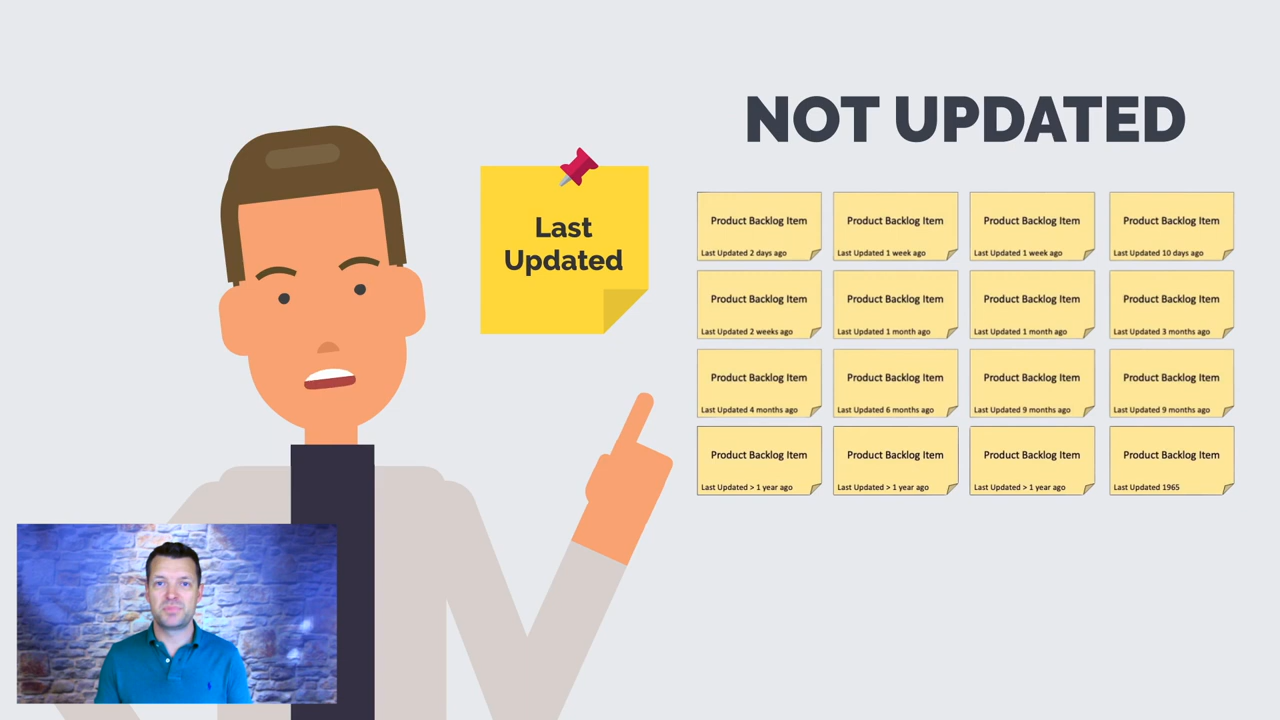 NOT UPDATED
Last
Updated
Product Backlog Item
Last Updated 2 days ago
Product Backlog Item
Last Updated 1 week ago
Product Backlog Item
Last Updated 1 week ago
Product Backlog Item
Last Updated 10 days ago
Product Backlog Item
Last Updated 2 weeks ago
Product Backlog Item
Last Updated 1 month ago
Product Backlog Item
Last Updated 1 month ago
Product Backlog Item
Last Updated 3 months ago
Product Backlog Item
Last Updated 4 months ago
Product Backlog Item
Last Updated 6 months ago
Product Backlog Item
Last Updated 9 months ago
Product Backlog Item
Last Updated 9 months ago
Product Backlog Item
Last Updated > 1 year ago
Product Backlog Item
Last Updated > 1 year ago
Product Backlog Item
Last Updated > 1 year ago
Product Backlog Item
Last Updated 1965